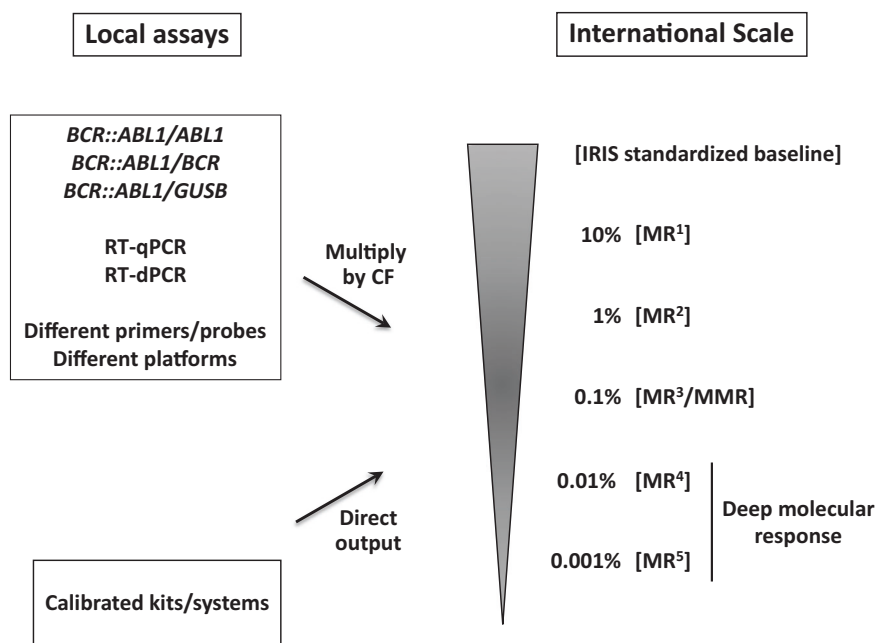 Local assays
BCR::ABL1/ABL1
BCR::ABL1/BCR
BCR::ABL1/GUSB
RT-qPCR
RT-dPCR
Different primers/probes
Different platforms
Multiply
by CF
Direct
output
Calibrated kits/systems
International Scale
[IRIS standardized baseline]
10% [MR¹]
1% [MR²]
0.1% [MR³/MMR]
0.01% [MR⁴]
0.001% [MR⁵]
Deep molecular
response